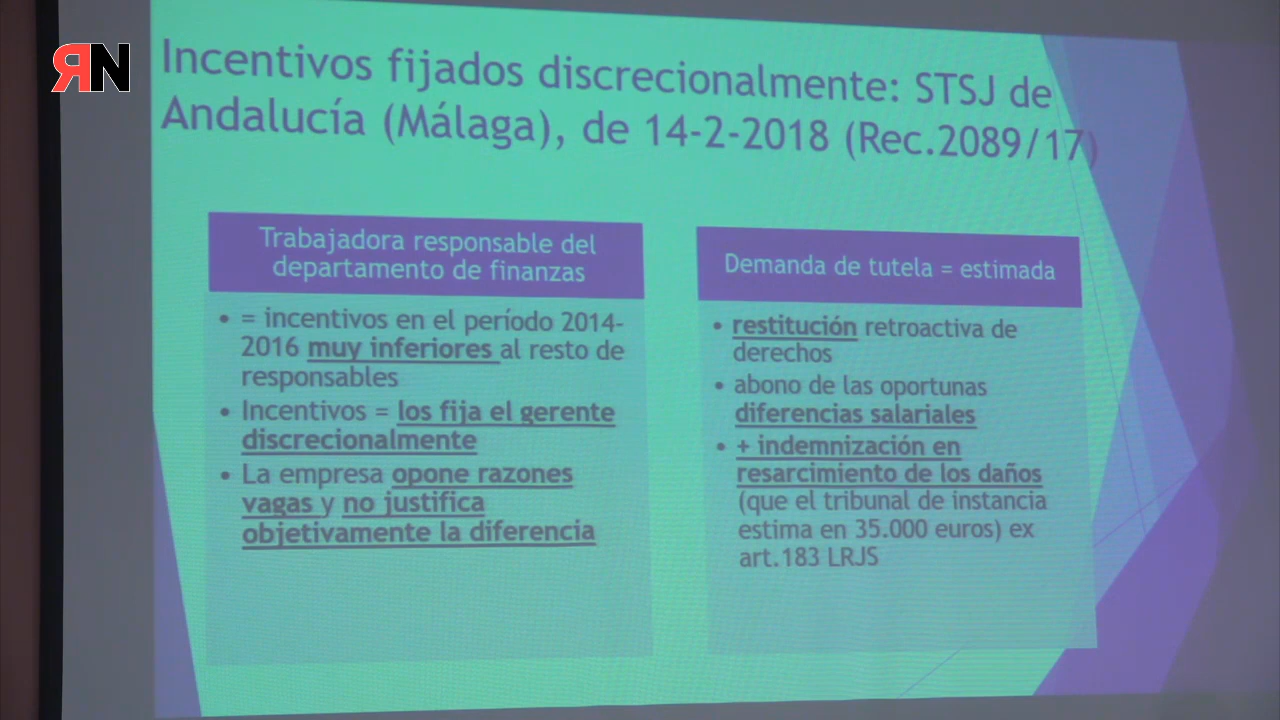 ЯN
Incentivos fijados discrecionalmente: STSJ de
Andalucía (Málaga), de 14-2-2018 (Rec.2089/17)
Trabajadora responsable del
departamento de finanzas
• = incentivos en el período 2014-
2016 muy inferiores al resto de
responsables
• Incentivos = los fija el gerente
discrecionalmente
• La empresa opone razones
vagas y no justifica
objetivamente la diferencia
Demanda de tutela = estimada
• restitución retroactiva de
derechos
• abono de las oportunas
diferencias salariales
• + indemnización en
resarcimiento de los daños
(que el tribunal de instancia
estima en 35.000 euros) ex
art.183 LRJS